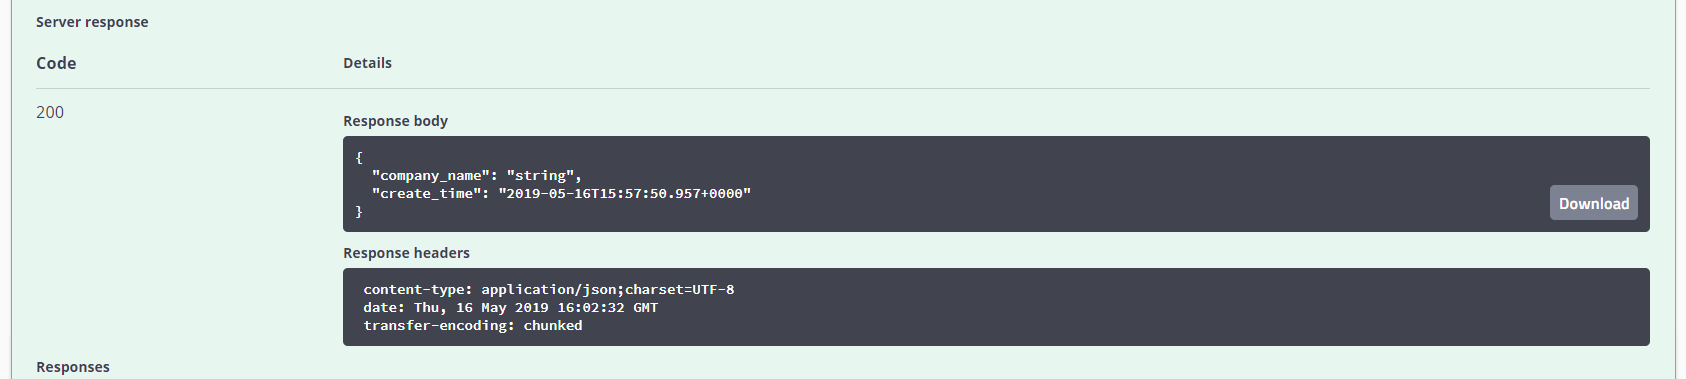 Server response
Code Details
200
Response body
{
"company_name": "string",
"create_time": "2019-05-16T15:57:50.957+0000"
}
Download
Response headers
content-type: application/json;charset=UTF-8
date: Thu, 16 May 2019 16:02:32 GMT
transfer-encoding: chunked
Responses